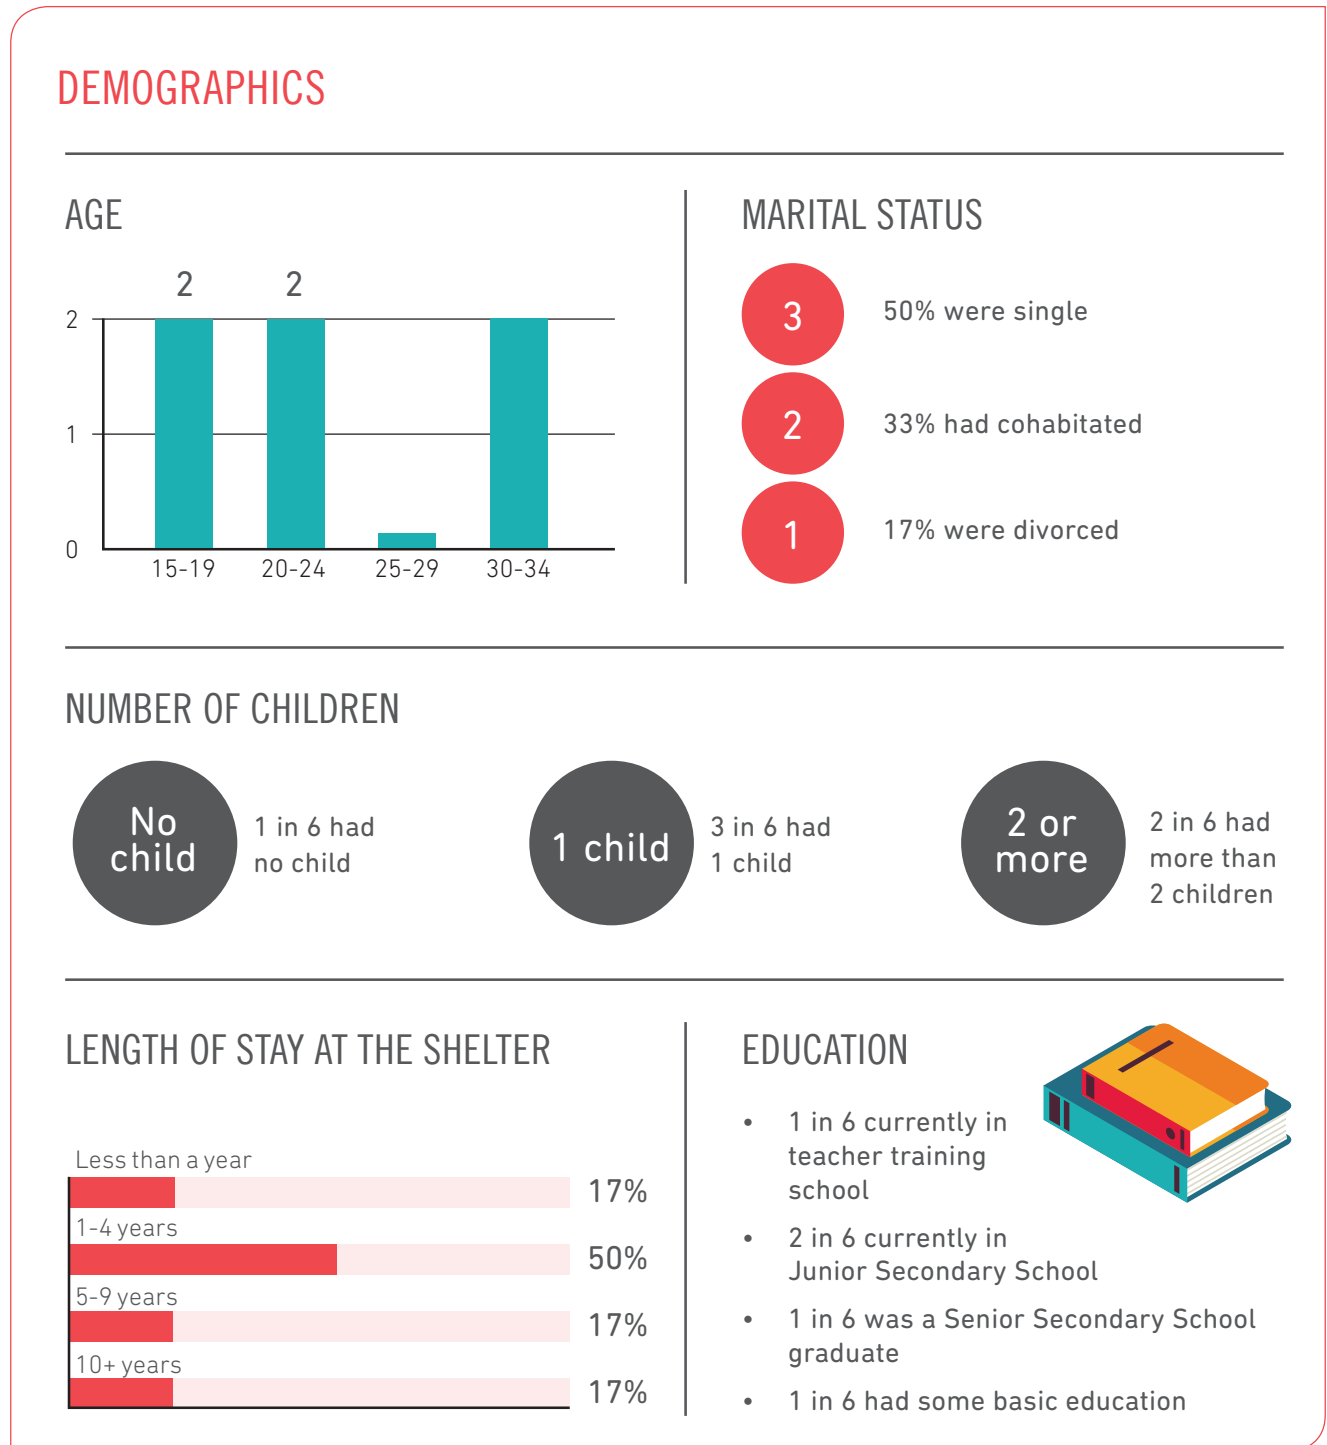 DEMOGRAPHICS
AGE
2 2
2
1
0
15-19 20-24 25-29 30-34
MARITAL STATUS
3
50% were single
2
33% had cohabitated
1
17% were divorced
NUMBER OF CHILDREN
No
child
1 in 6 had
no child
1 child
3 in 6 had
1 child
2 or
more
2 in 6 had
more than
2 children
LENGTH OF STAY AT THE SHELTER
Less than a year
17%
1-4 years
50%
5-9 years
17%
10+ years
17%
EDUCATION
• 1 in 6 currently in
teacher training
school
• 2 in 6 currently in
Junior Secondary School
• 1 in 6 was a Senior Secondary School
graduate
• 1 in 6 had some basic education